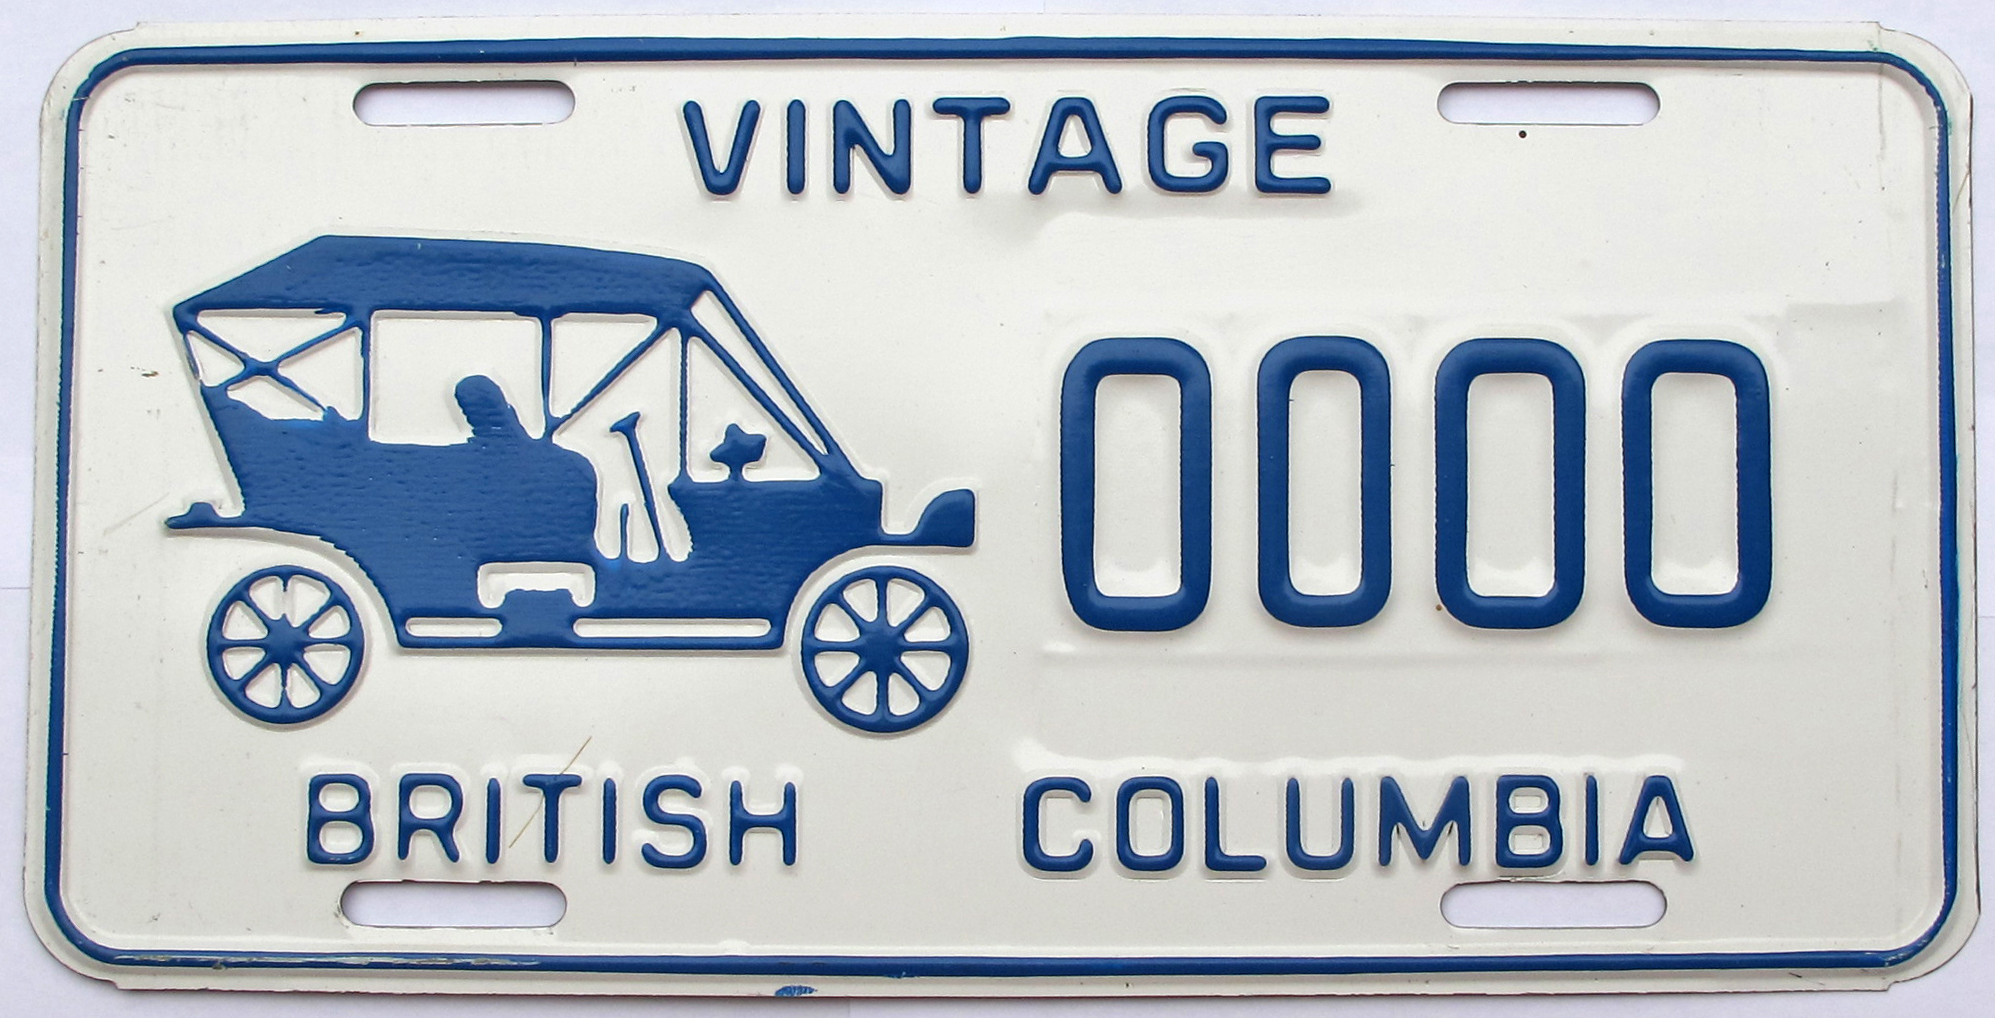 VINTAGE
0000
BRITISH COLUMBIA